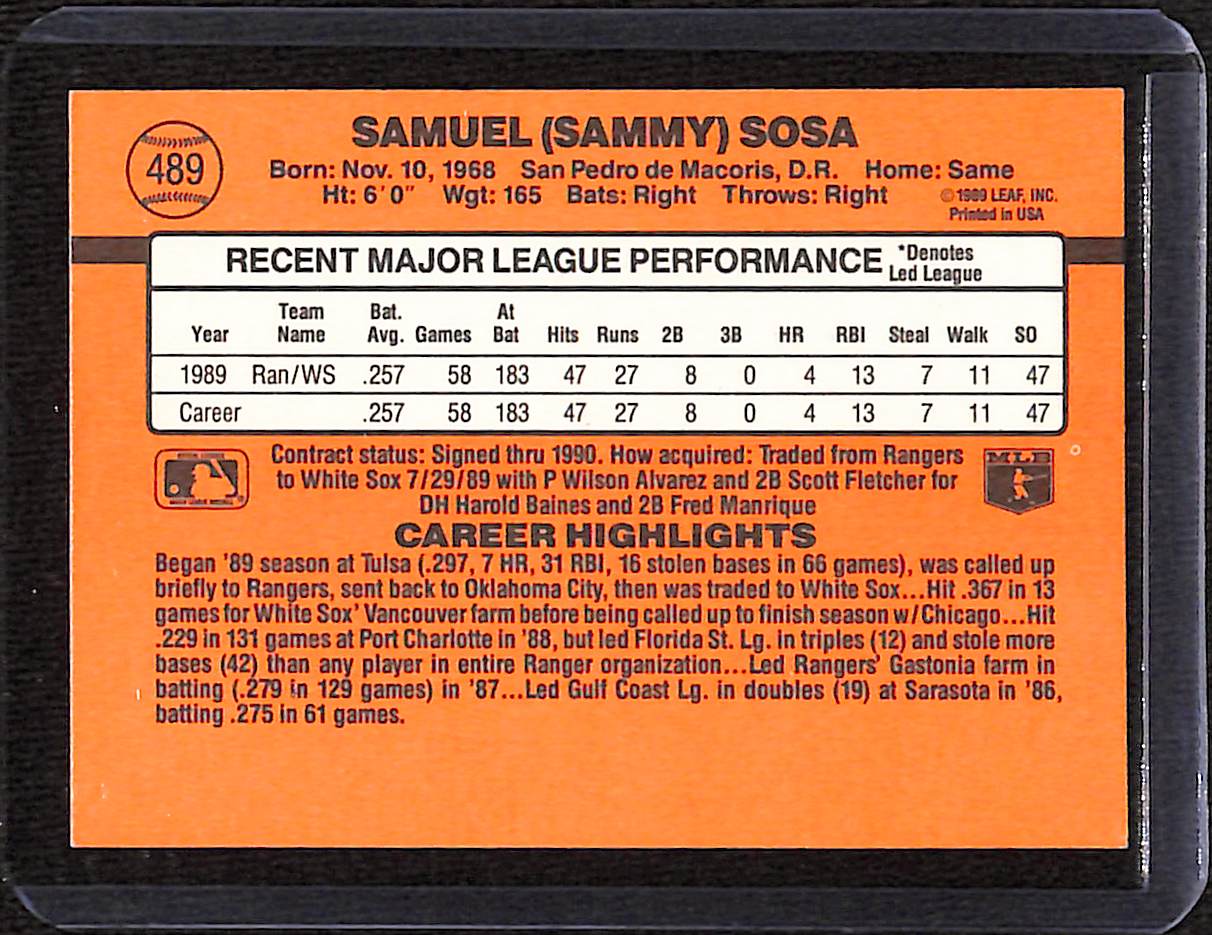 489
SAMUEL (SAMMY) SOSA
Born: Nov. 10, 1968 San Pedro de Macoris, D.R. Home: Same
Ht: 6'0" Wgt: 165 Bats: Right Throws: Right
©1989 LEAF, INC.
Printed in USA
RECENT MAJOR LEAGUE PERFORMANCE *Denotes Led League
Year Team Name Bat. Avg. Games At Bat Hits Runs 2B 3B HR RBI Steal Walk SO
1989 Ran/WS .257 58 183 47 27 8 0 4 13 7 11 47
Career .257 58 183 47 27 8 0 4 13 7 11 47
Contract status: Signed thru 1990. How acquired: Traded from Rangers
to White Sox 7/29/89 with P Wilson Alvarez and 2B Scott Fletcher for
DH Harold Baines and 2B Fred Manrique
MLB
CAREER HIGHLIGHTS
Began '89 season at Tulsa (.297, 7 HR, 31 RBI, 16 stolen bases in 66 games), was called up
briefly to Rangers, sent back to Oklahoma City, then was traded to White Sox...Hit .367 in 13
games for White Sox' Vancouver farm before being called up to finish season w/Chicago...Hit
.229 in 131 games at Port Charlotte in '88, but led Florida St. Lg. in triples (12) and stole more
bases (42) than any player in entire Ranger organization...Led Rangers' Gastonia farm in
batting (.279 in 129 games) in '87...Led Gulf Coast Lg. in doubles (19) at Sarasota in '86,
batting .275 in 61 games.